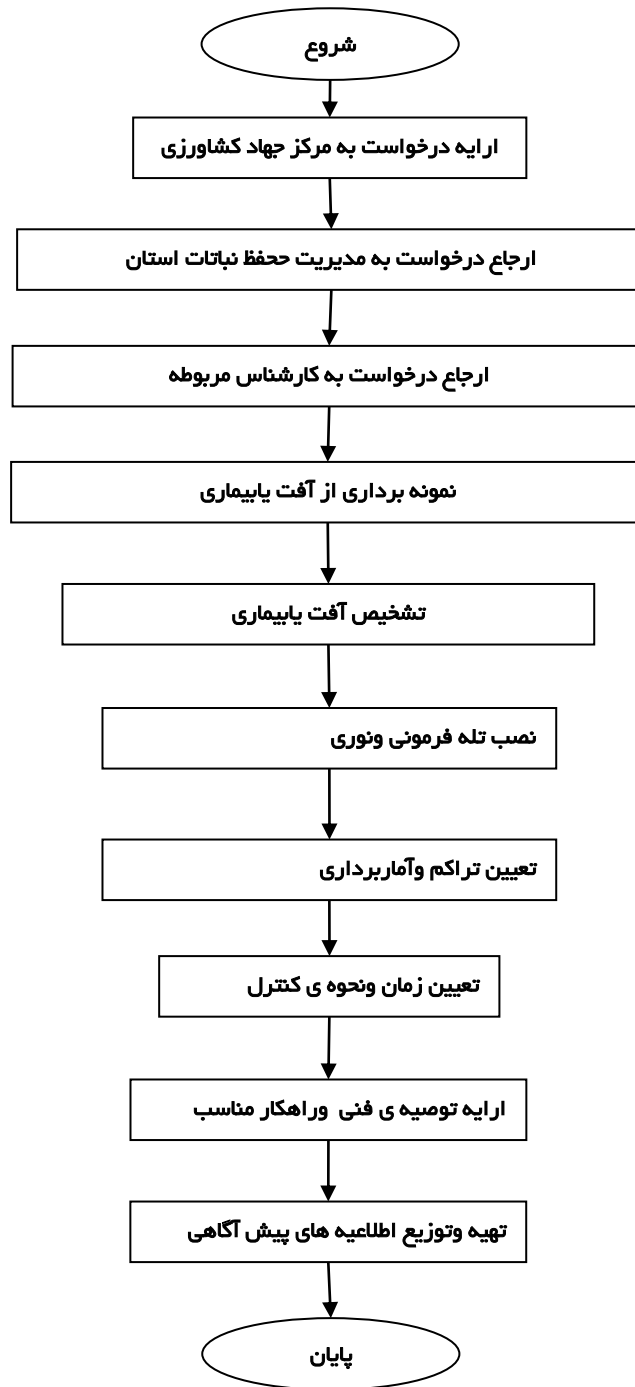 شروع
ارایه درخواست به مرکز جهاد کشاورزی
ارجاع درخواست به مدیریت ححفظ نباتات استان
ارجاع درخواست به کارشناس مربوطه
نمونه برداری از آفت یابیماری
تشخیص آفت یابیماری
نصب تله فرمونی ونوری
تعیین تراکم وآماربرداری
تعیین زمان ونحوه ی کنترل
ارایه توصیه ی فنی وراهکار مناسب
تهیه وتوزیع اطلاعیه های پیش آگاهی
پایان